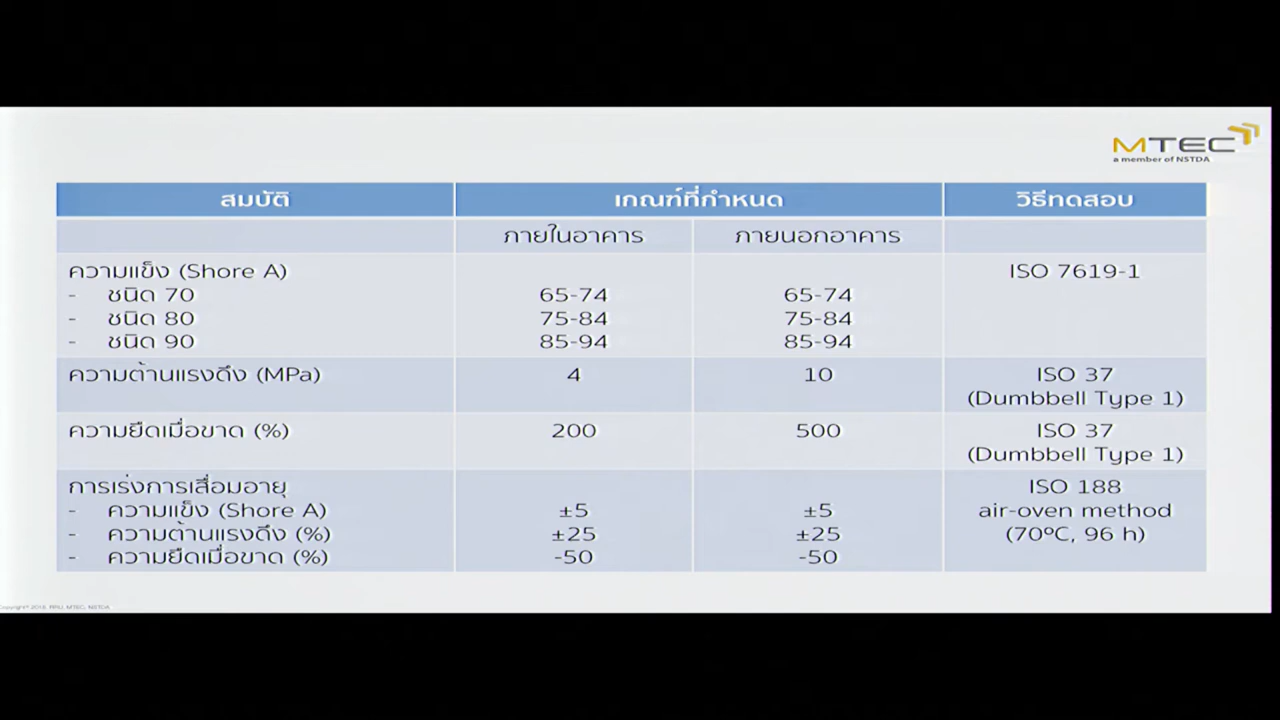 MTEC
a member of NSTDA
สมบัติ เกณฑ์ที่กำหนด วิธีทดสอบ
ภายในอาคาร ภายนอกอาคาร
ความแข็ง (Shore A) ISO 7619-1
- ชนิด 70 65-74 65-74
- ชนิด 80 75-84 75-84
- ชนิด 90 85-94 85-94
ความต้านแรงดึง (MPa) 4 10 ISO 37
(Dumbbell Type 1)
ความยืดเมื่อขาด (%) 200 500 ISO 37
(Dumbbell Type 1)
การเร่งการเสื่อมอายุ ISO 188
- ความแข็ง (Shore A) ±5 ±5 air-oven method
- ความต้านแรงดึง (%) ±25 ±25 (70ºC, 96 h)
- ความยืดเมื่อขาด (%) -50 -50
MTEC, NSTDA